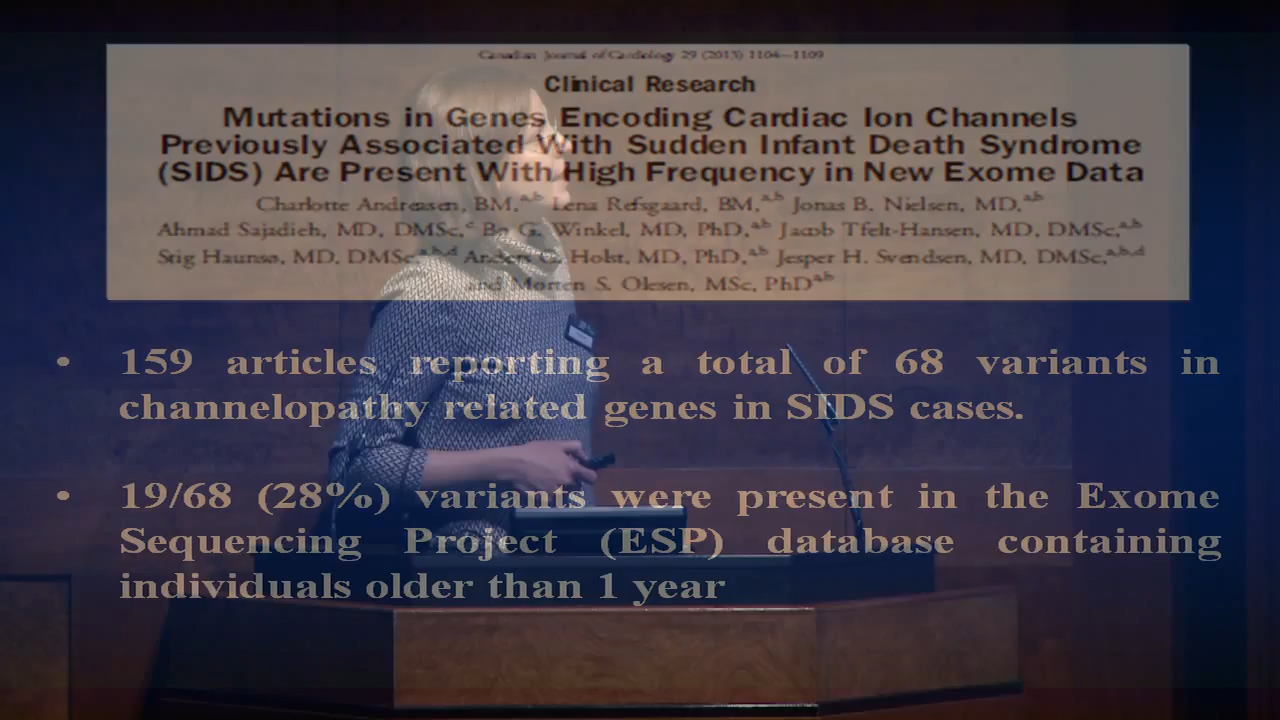 Canadian Journal of Cardiology 29 (2013) 1104–1109
Clinical Research
Mutations in Genes Encoding Cardiac Ion Channels
Previously Associated With Sudden Infant Death Syndrome
(SIDS) Are Present With High Frequency in New Exome Data
Charlotte Andreasen, BM,a,b Lena Refsgaard, BM,a,b Jonas B. Nielsen, MD,a,b
Ahmad Sajadieh, MD, DMSc,c Bo G. Winkel, MD, PhD,a,b Jacob Tfelt-Hansen, MD, DMSc,a,b
Stig Haunsø, MD, DMSc,a,b,d Anders G. Holst, MD, PhD,a,b Jesper H. Svendsen, MD, DMSc,a,b,d
and Morten S. Olesen, MSc, PhDa,b
• 159 articles reporting a total of 68 variants in
channelopathy related genes in SIDS cases.
• 19/68 (28%) variants were present in the Exome
Sequencing Project (ESP) database containing
individuals older than 1 year